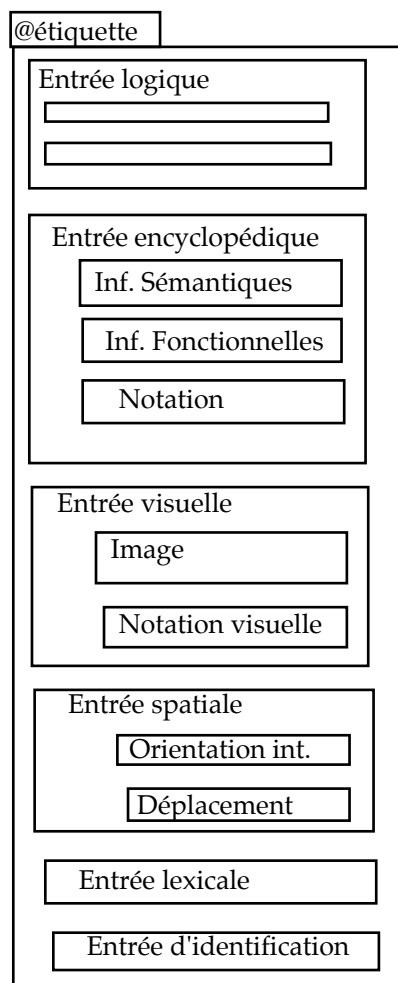 @étiquette
Entrée logique
Entrée encyclopédique
Inf. Sémantiques
Inf. Fonctionnelles
Notation
Entrée visuelle
Image
Notation visuelle
Entrée spatiale
Orientation int.
Déplacement
Entrée lexicale
Entrée d'identification